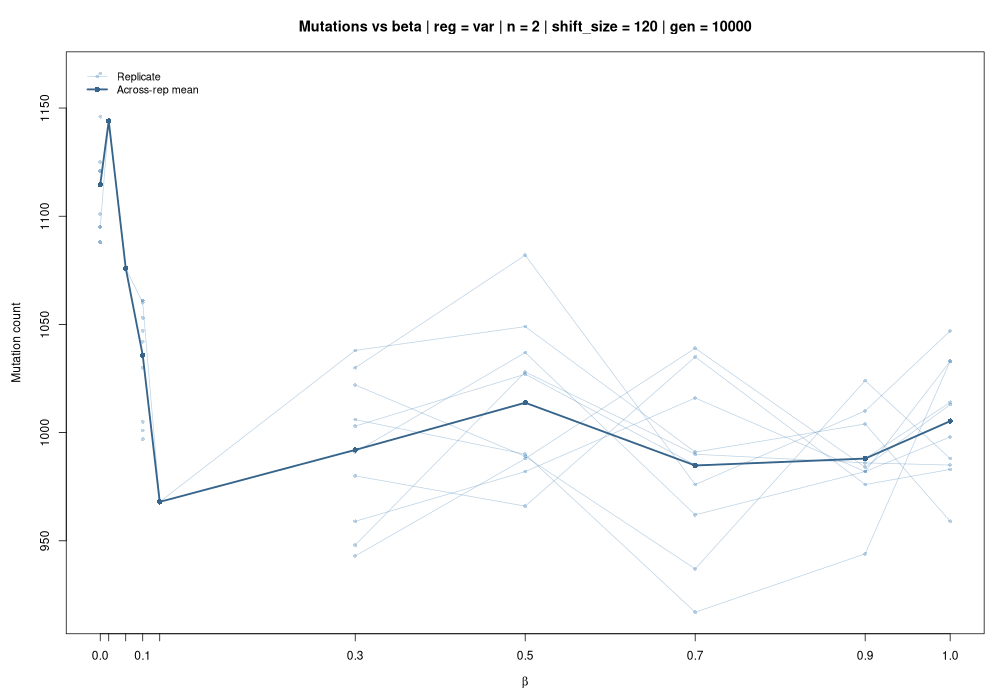 Mutations vs beta | reg = var | n = 2 | shift_size = 120 | gen = 10000
Replicate
Across-rep mean
1150
1100
1050
1000
950
Mutation count
0.0 0.1 0.3 0.5 0.7 0.9 1.0
β